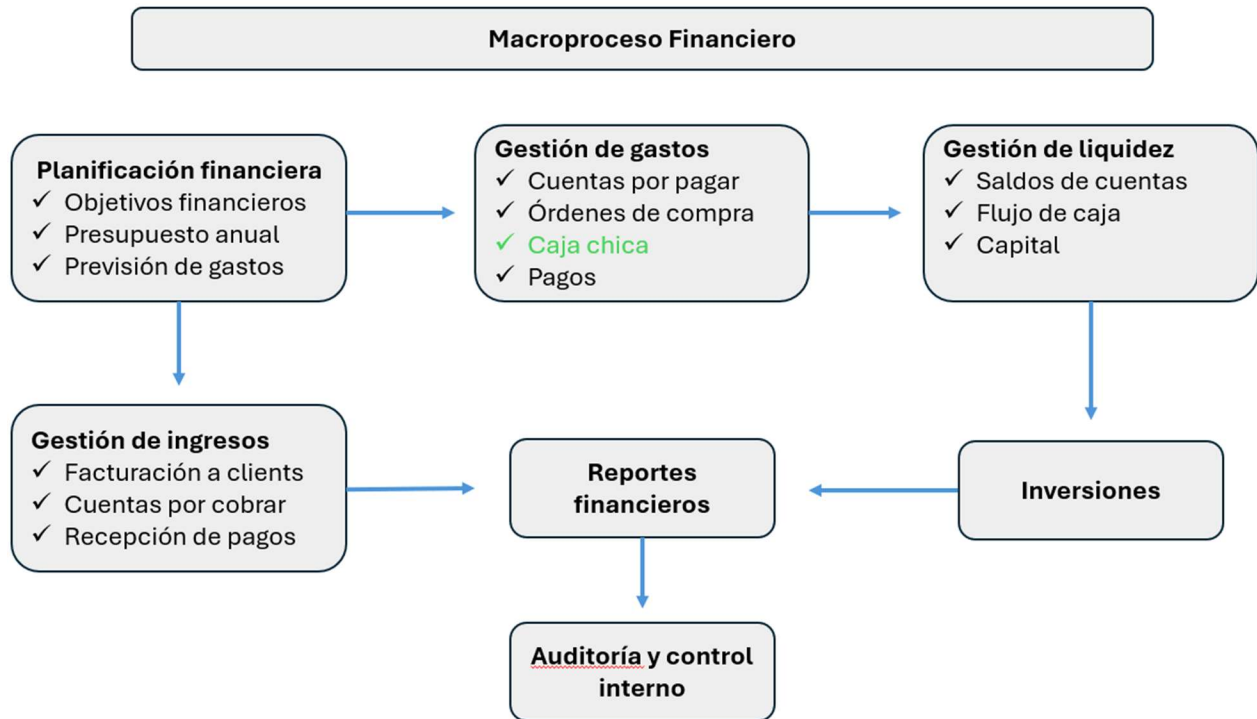 Macroproceso Financiero
Planificación financiera
✓ Objetivos financieros
✓ Presupuesto anual
✓ Previsión de gastos
Gestión de gastos
✓ Cuentas por pagar
✓ Órdenes de compra
✓ Caja chica
✓ Pagos
Gestión de liquidez
✓ Saldos de cuentas
✓ Flujo de caja
✓ Capital
Gestión de ingresos
✓ Facturación a clients
✓ Cuentas por cobrar
✓ Recepción de pagos
Reportes
financieros
Inversiones
Auditoría y control
interno